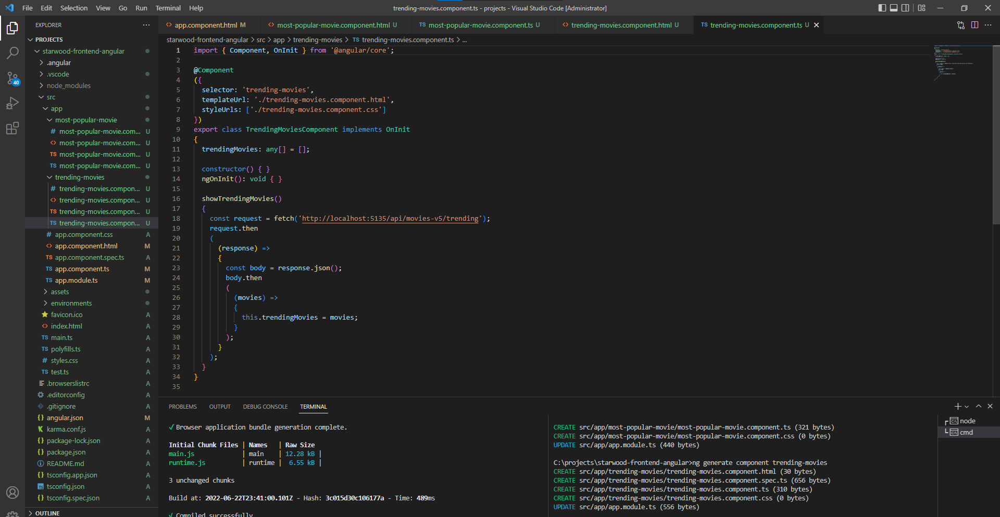 File Edit Selection View Go Run Terminal Help
trending-movies.component.ts - projects - Visual Studio Code [Administrator]
EXPLORER
PROJECTS
starwood-frontend-angular
.angular
.vscode
node_modules
src
app
most-popular-movie
# most-popular-movie.com... U
<> most-popular-movie.com... U
TS most-popular-movie.com... U
TS most-popular-movie.com... U
trending-movies
# trending-movies.compon... U
<> trending-movies.compon... U
TS trending-movies.compon... U
TS trending-movies.compon... U
# app.component.css A
<> app.component.html M
TS app.component.spec.ts A
TS app.component.ts M
TS app.module.ts M
assets
environments
favicon.ico A
<> index.html A
TS main.ts A
TS polyfills.ts A
# styles.css A
TS test.ts A
.browserslistrc A
.editorconfig A
.gitignore A
{} angular.json M
karma.conf.js A
{} package-lock.json A
{} package.json A
README.md A
{} tsconfig.app.json A
TS tsconfig.json A
{} tsconfig.spec.json A
OUTLINE
40
<> app.component.html M
<> most-popular-movie.component.html U
TS most-popular-movie.component.ts U
<> trending-movies.component.html U
TS trending-movies.component.ts U
starwood-frontend-angular > src > app > trending-movies > TS trending-movies.component.ts > ...
1 import { Component, OnInit } from '@angular/core';
2
3 @Component
4 ({
5 selector: 'trending-movies',
6 templateUrl: './trending-movies.component.html',
7 styleUrls: ['./trending-movies.component.css']
8 })
9 export class TrendingMoviesComponent implements OnInit
10 {
11 trendingMovies: any[] = [];
12
13 constructor() { }
14 ngOnInit(): void { }
15
16 showTrendingMovies()
17 {
18 const request = fetch('http://localhost:5135/api/movies-v5/trending');
19 request.then
20 (
21 (response) =>
22 {
23 const body = response.json();
24 body.then
25 (
26 (movies) =>
27 {
28 this.trendingMovies = movies;
29 }
30 );
31 }
32 );
33 }
34 }
35
PROBLEMS OUTPUT DEBUG CONSOLE TERMINAL
✓ Browser application bundle generation complete.
Initial Chunk Files | Names | Raw Size
main.js | main | 12.28 kB |
runtime.js | runtime | 6.55 kB |
3 unchanged chunks
Build at: 2022-06-22T23:41:00.101Z - Hash: 3c015d30c106177a - Time: 489ms
√ Compiled successfully.
CREATE src/app/most-popular-movie/most-popular-movie.component.ts (321 bytes)
CREATE src/app/most-popular-movie/most-popular-movie.component.css (0 bytes)
UPDATE src/app/app.module.ts (440 bytes)
C:\projects\starwood-frontend-angular>ng generate component trending-movies
CREATE src/app/trending-movies/trending-movies.component.html (30 bytes)
CREATE src/app/trending-movies/trending-movies.component.spec.ts (656 bytes)
CREATE src/app/trending-movies/trending-movies.component.ts (310 bytes)
CREATE src/app/trending-movies/trending-movies.component.css (0 bytes)
UPDATE src/app/app.module.ts (556 bytes)
node
cmd